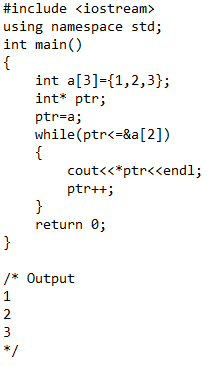 #include <iostream>
using namespace std;
int main()
{
    int a[3]={1,2,3};
    int* ptr;
    ptr=a;
    while(ptr<=&a[2])
    {
        cout<<*ptr<<endl;
        ptr++;
    }
    return 0;
}

/* Output
1
2
3
*/